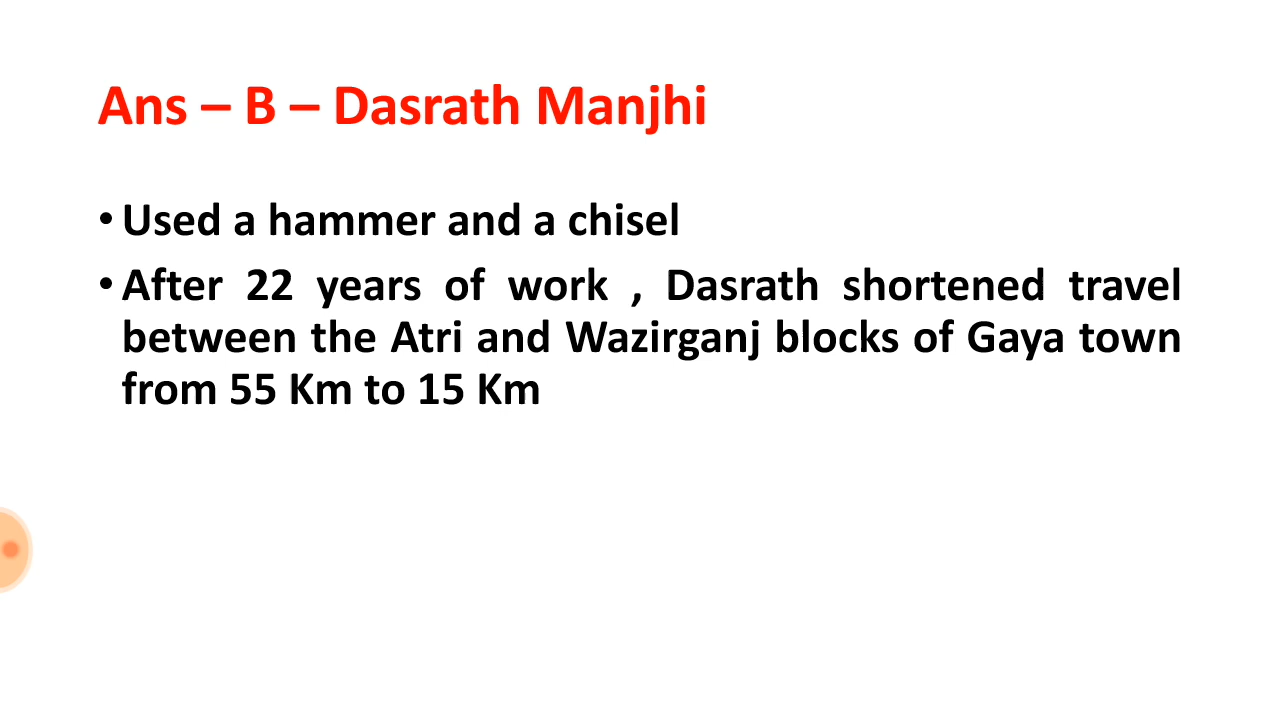 Ans – B – Dasrath Manjhi
• Used a hammer and a chisel
• After 22 years of work , Dasrath shortened travel
between the Atri and Wazirganj blocks of Gaya town
from 55 Km to 15 Km